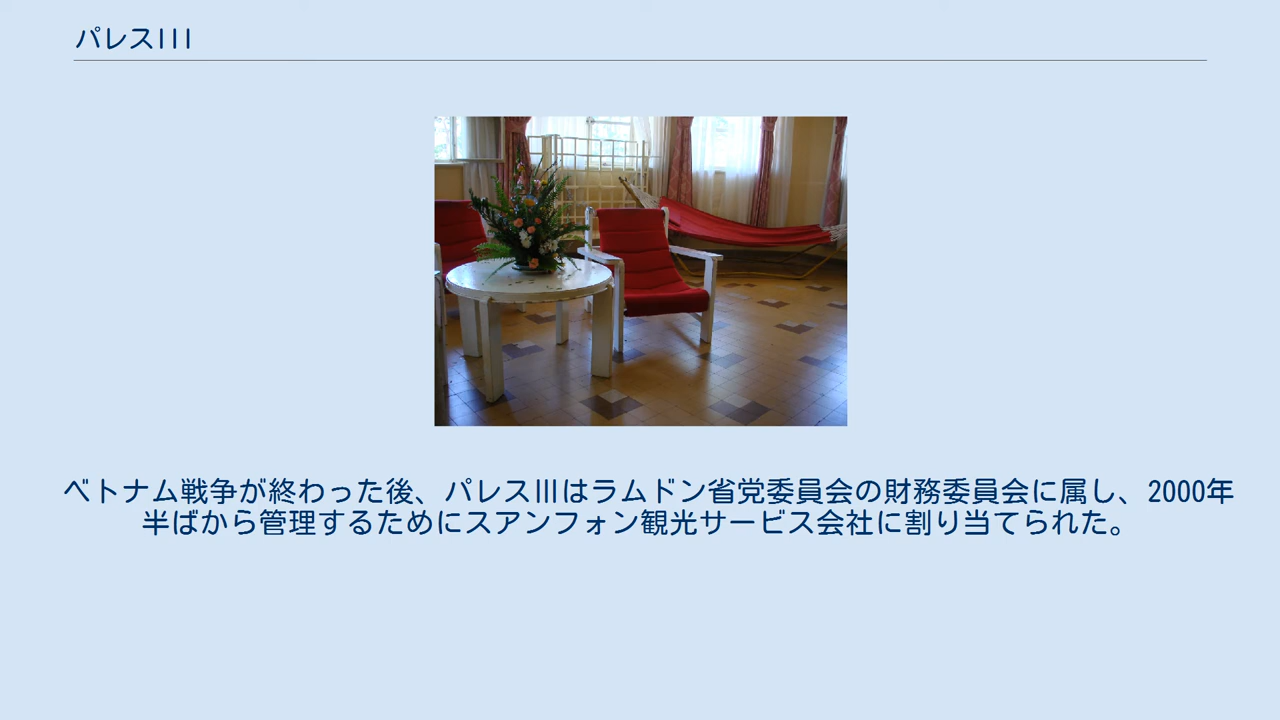 パレスIII
ベトナム戦争が終わった後、パレスⅢはラムドン省党委員会の財務委員会に属し、2000年
半ばから管理するためにスアンフォン観光サービス会社に割り当てられた。